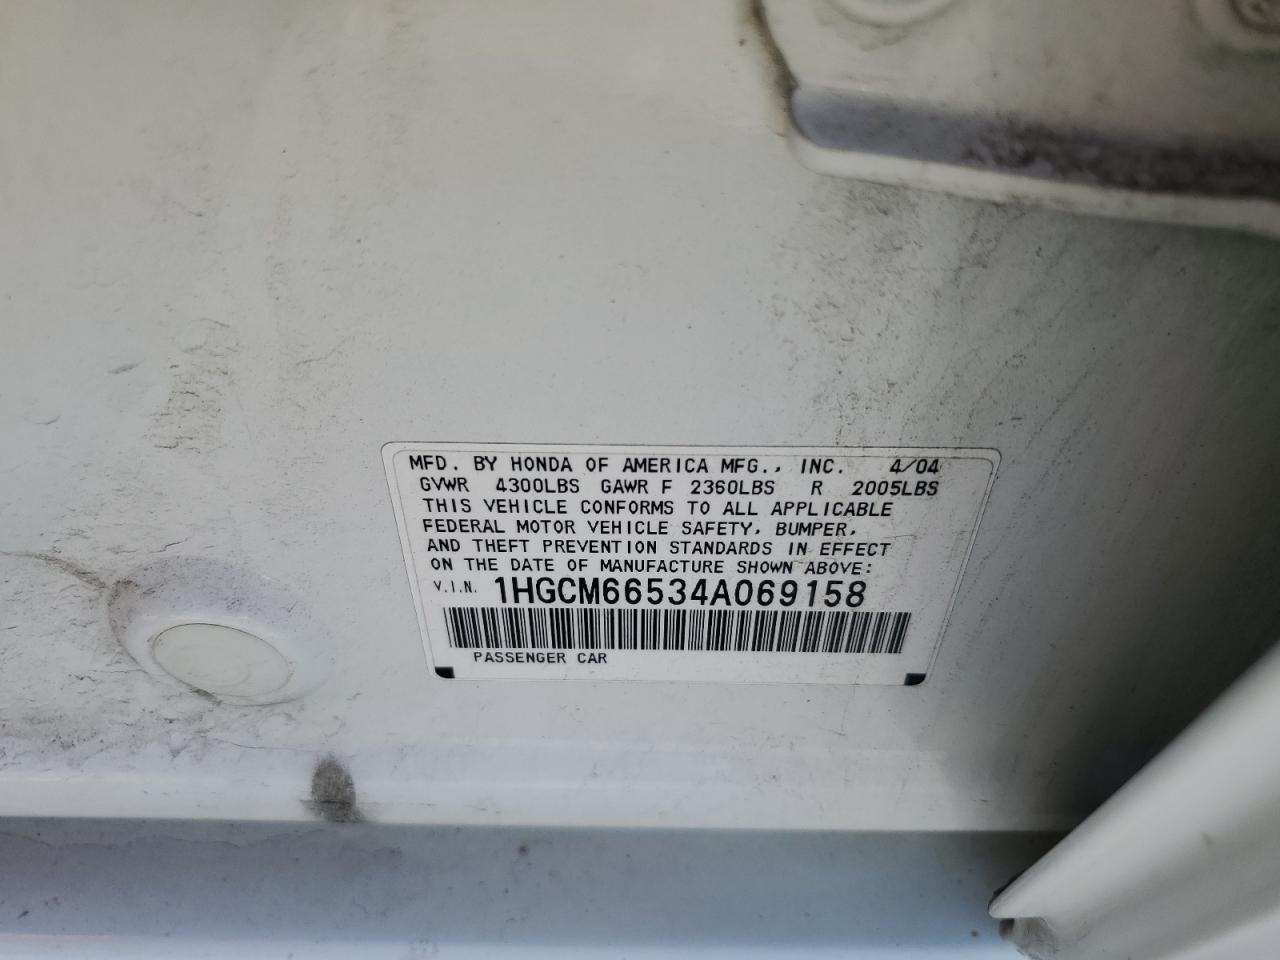 MFD. BY HONDA OF AMERICA MFG., INC. 4/04
GVWR 4300LBS GAWR F 2360LBS R 2005LBS
THIS VEHICLE CONFORMS TO ALL APPLICABLE
FEDERAL MOTOR VEHICLE SAFETY, BUMPER,
AND THEFT PREVENTION STANDARDS IN EFFECT
ON THE DATE OF MANUFACTURE SHOWN ABOVE:
V.I.N. 1HGCM66534A069158
PASSENGER CAR